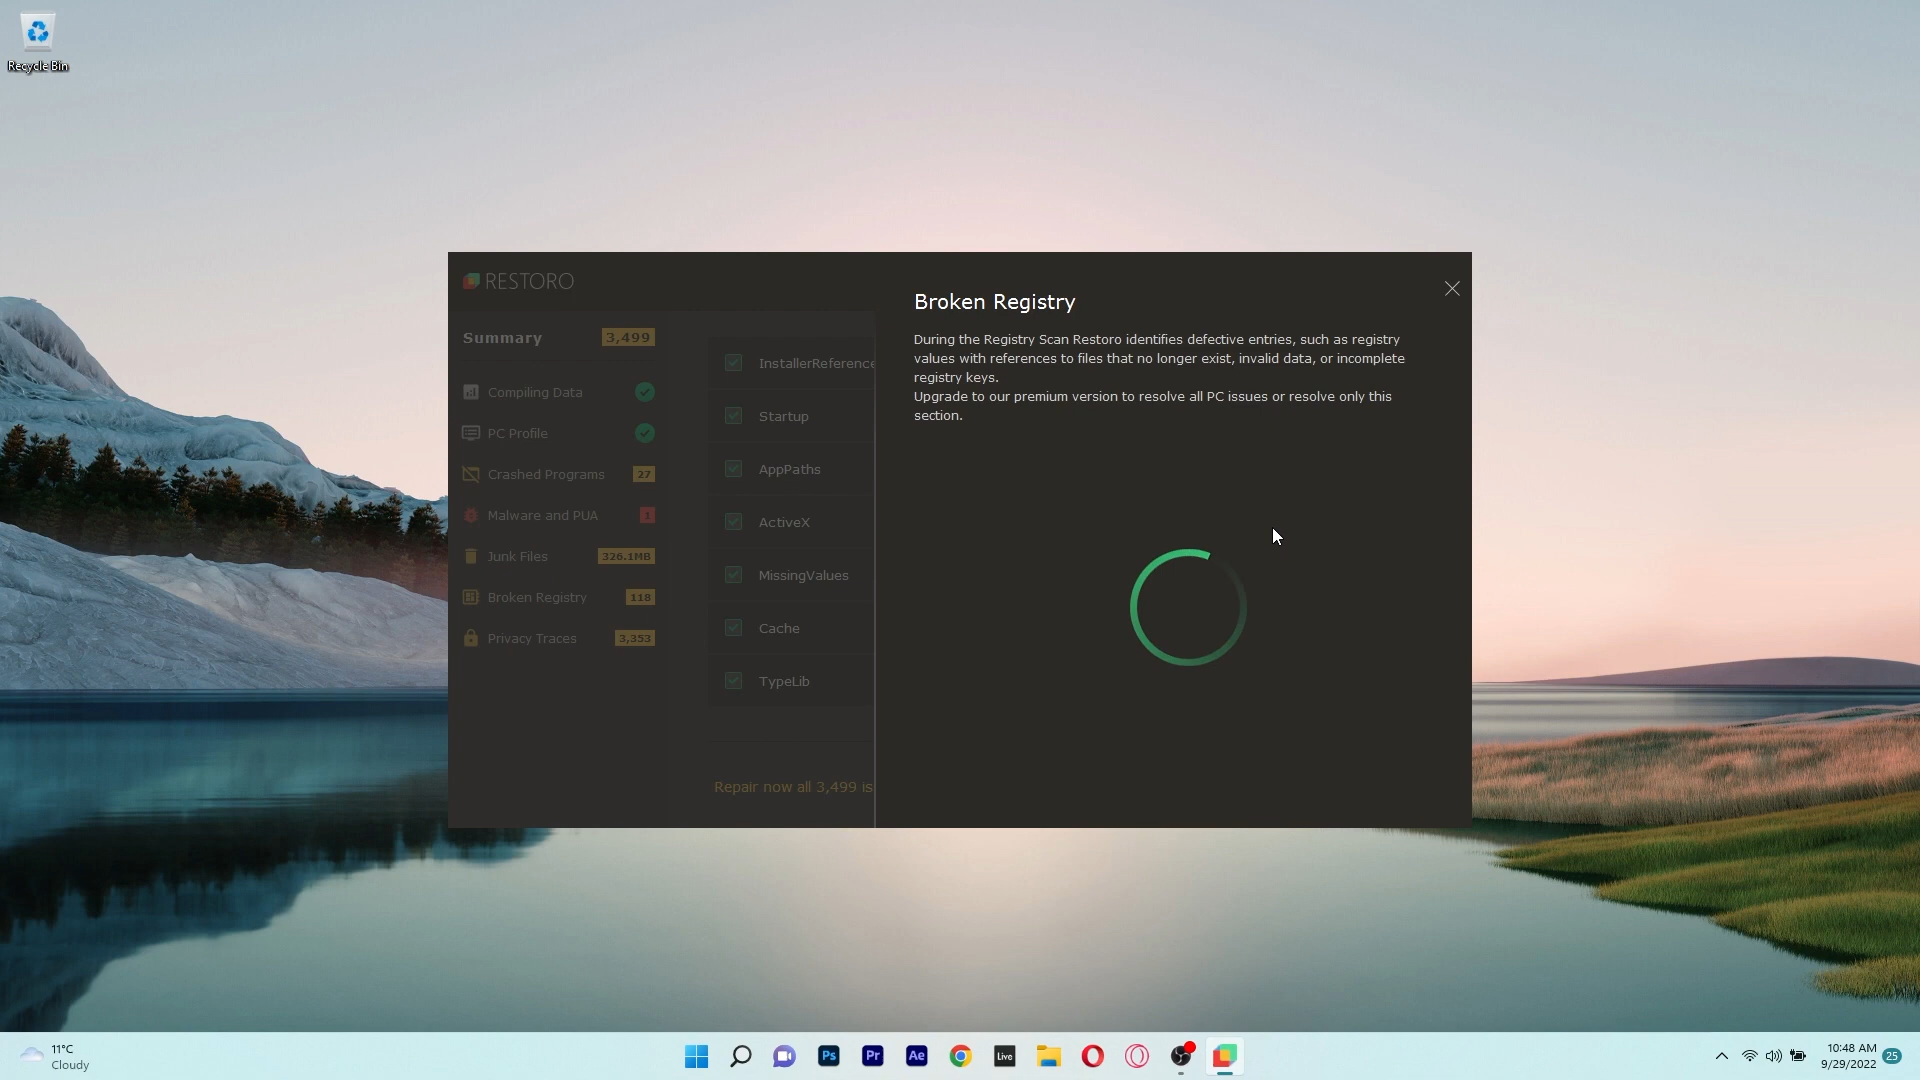 Recycle Bin
RESTORO
Summary 3,499
Compiling Data
PC Profile
Crashed Programs 27
Malware and PUA 1
Junk Files 326.1MB
Broken Registry 118
Privacy Traces 3,353
InstallerReference
Startup
AppPaths
ActiveX
MissingValues
Cache
TypeLib
Repair now all 3,499 is
Broken Registry
During the Registry Scan Restoro identifies defective entries, such as registry
values with references to files that no longer exist, invalid data, or incomplete
registry keys.
Upgrade to our premium version to resolve all PC issues or resolve only this
section.
11°C
Cloudy
Ps
Pr
Ae
Live
10:48 AM
9/29/2022
25